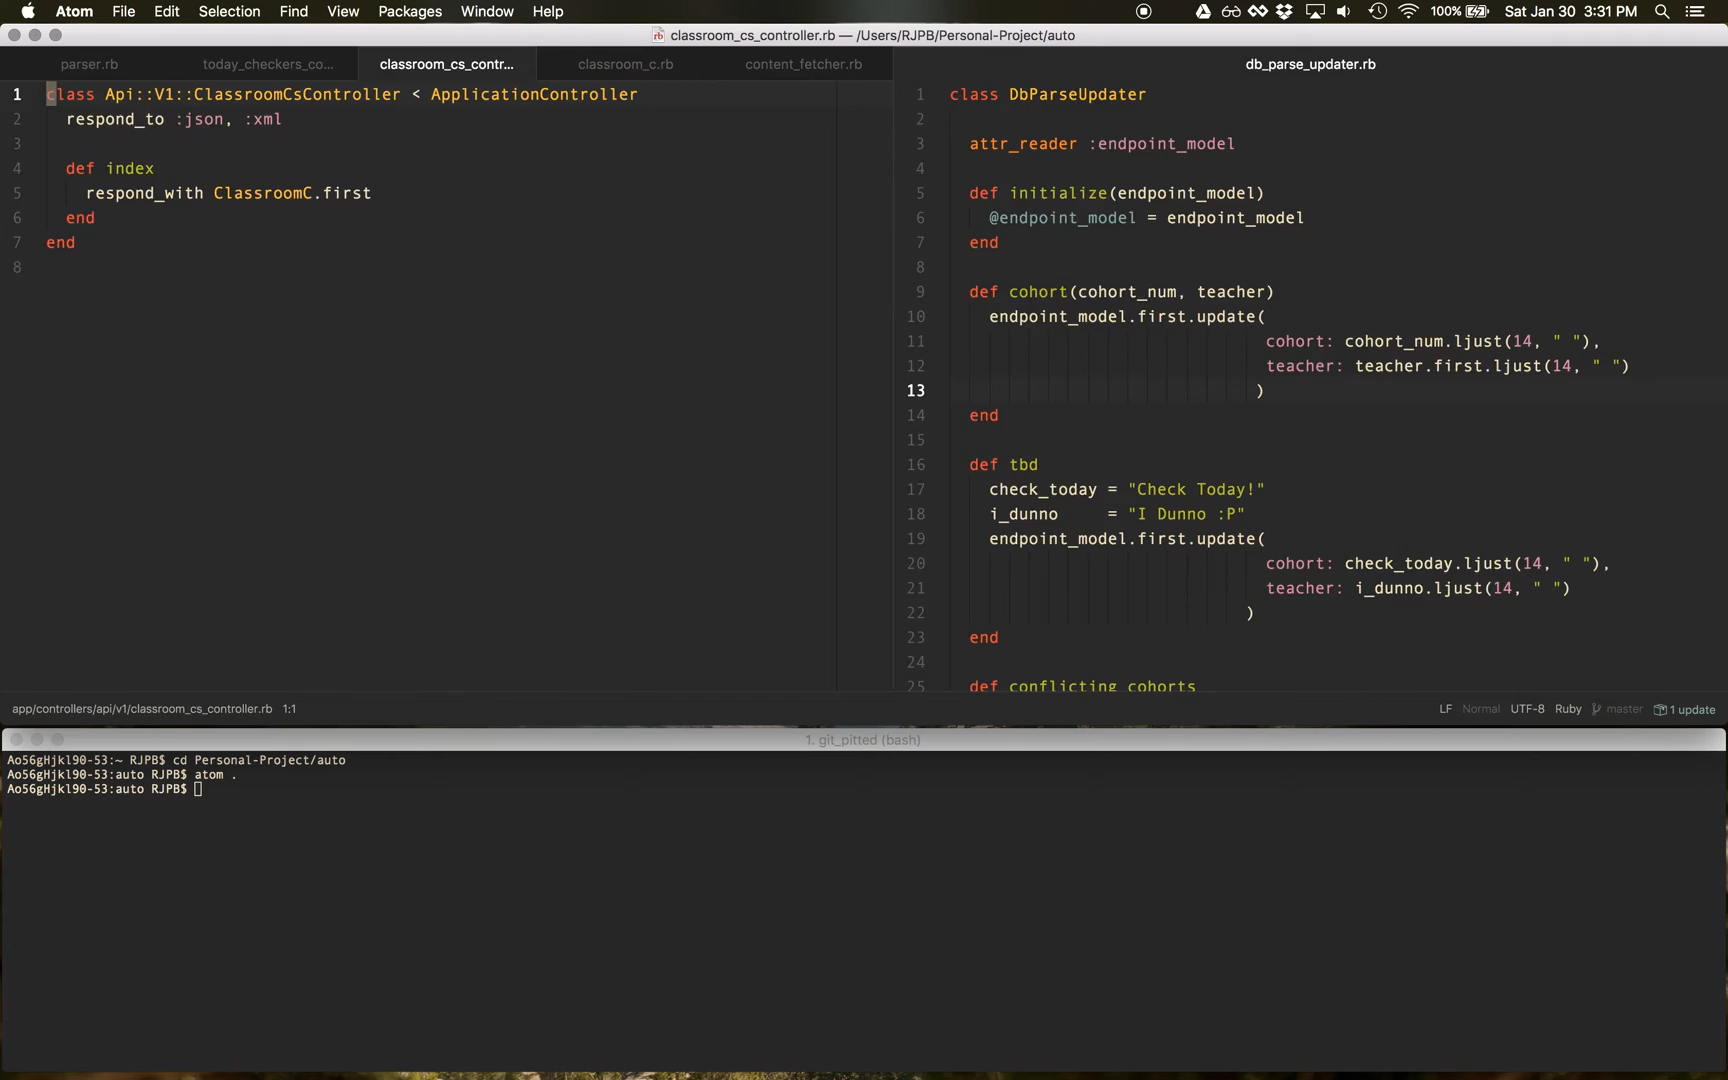 Atom File Edit Selection Find View Packages Window Help 100% Sat Jan 30 3:31 PM
classroom_cs_controller.rb — /Users/RJPB/Personal-Project/auto
parser.rb today_checkers_co... classroom_cs_contr... classroom_c.rb content_fetcher.rb
1 class Api::V1::ClassroomCsController < ApplicationController
2 respond_to :json, :xml
3
4 def index
5 respond_with ClassroomC.first
6 end
7 end
8
db_parse_updater.rb
1 class DbParseUpdater
2
3 attr_reader :endpoint_model
4
5 def initialize(endpoint_model)
6 @endpoint_model = endpoint_model
7 end
8
9 def cohort(cohort_num, teacher)
10 endpoint_model.first.update(
11 cohort: cohort_num.ljust(14, " "),
12 teacher: teacher.first.ljust(14, " ")
13 )
14 end
15
16 def tbd
17 check_today = "Check Today!"
18 i_dunno     = "I Dunno :P"
19 endpoint_model.first.update(
20 cohort: check_today.ljust(14, " "),
21 teacher: i_dunno.ljust(14, " ")
22 )
23 end
24
25 def conflicting_cohorts
app/controllers/api/v1/classroom_cs_controller.rb 1:1 LF Normal UTF-8 Ruby master 1 update
1. git_pitted (bash)
Ao56gHjkl90-53:~ RJPB$ cd Personal-Project/auto
Ao56gHjkl90-53:auto RJPB$ atom .
Ao56gHjkl90-53:auto RJPB$